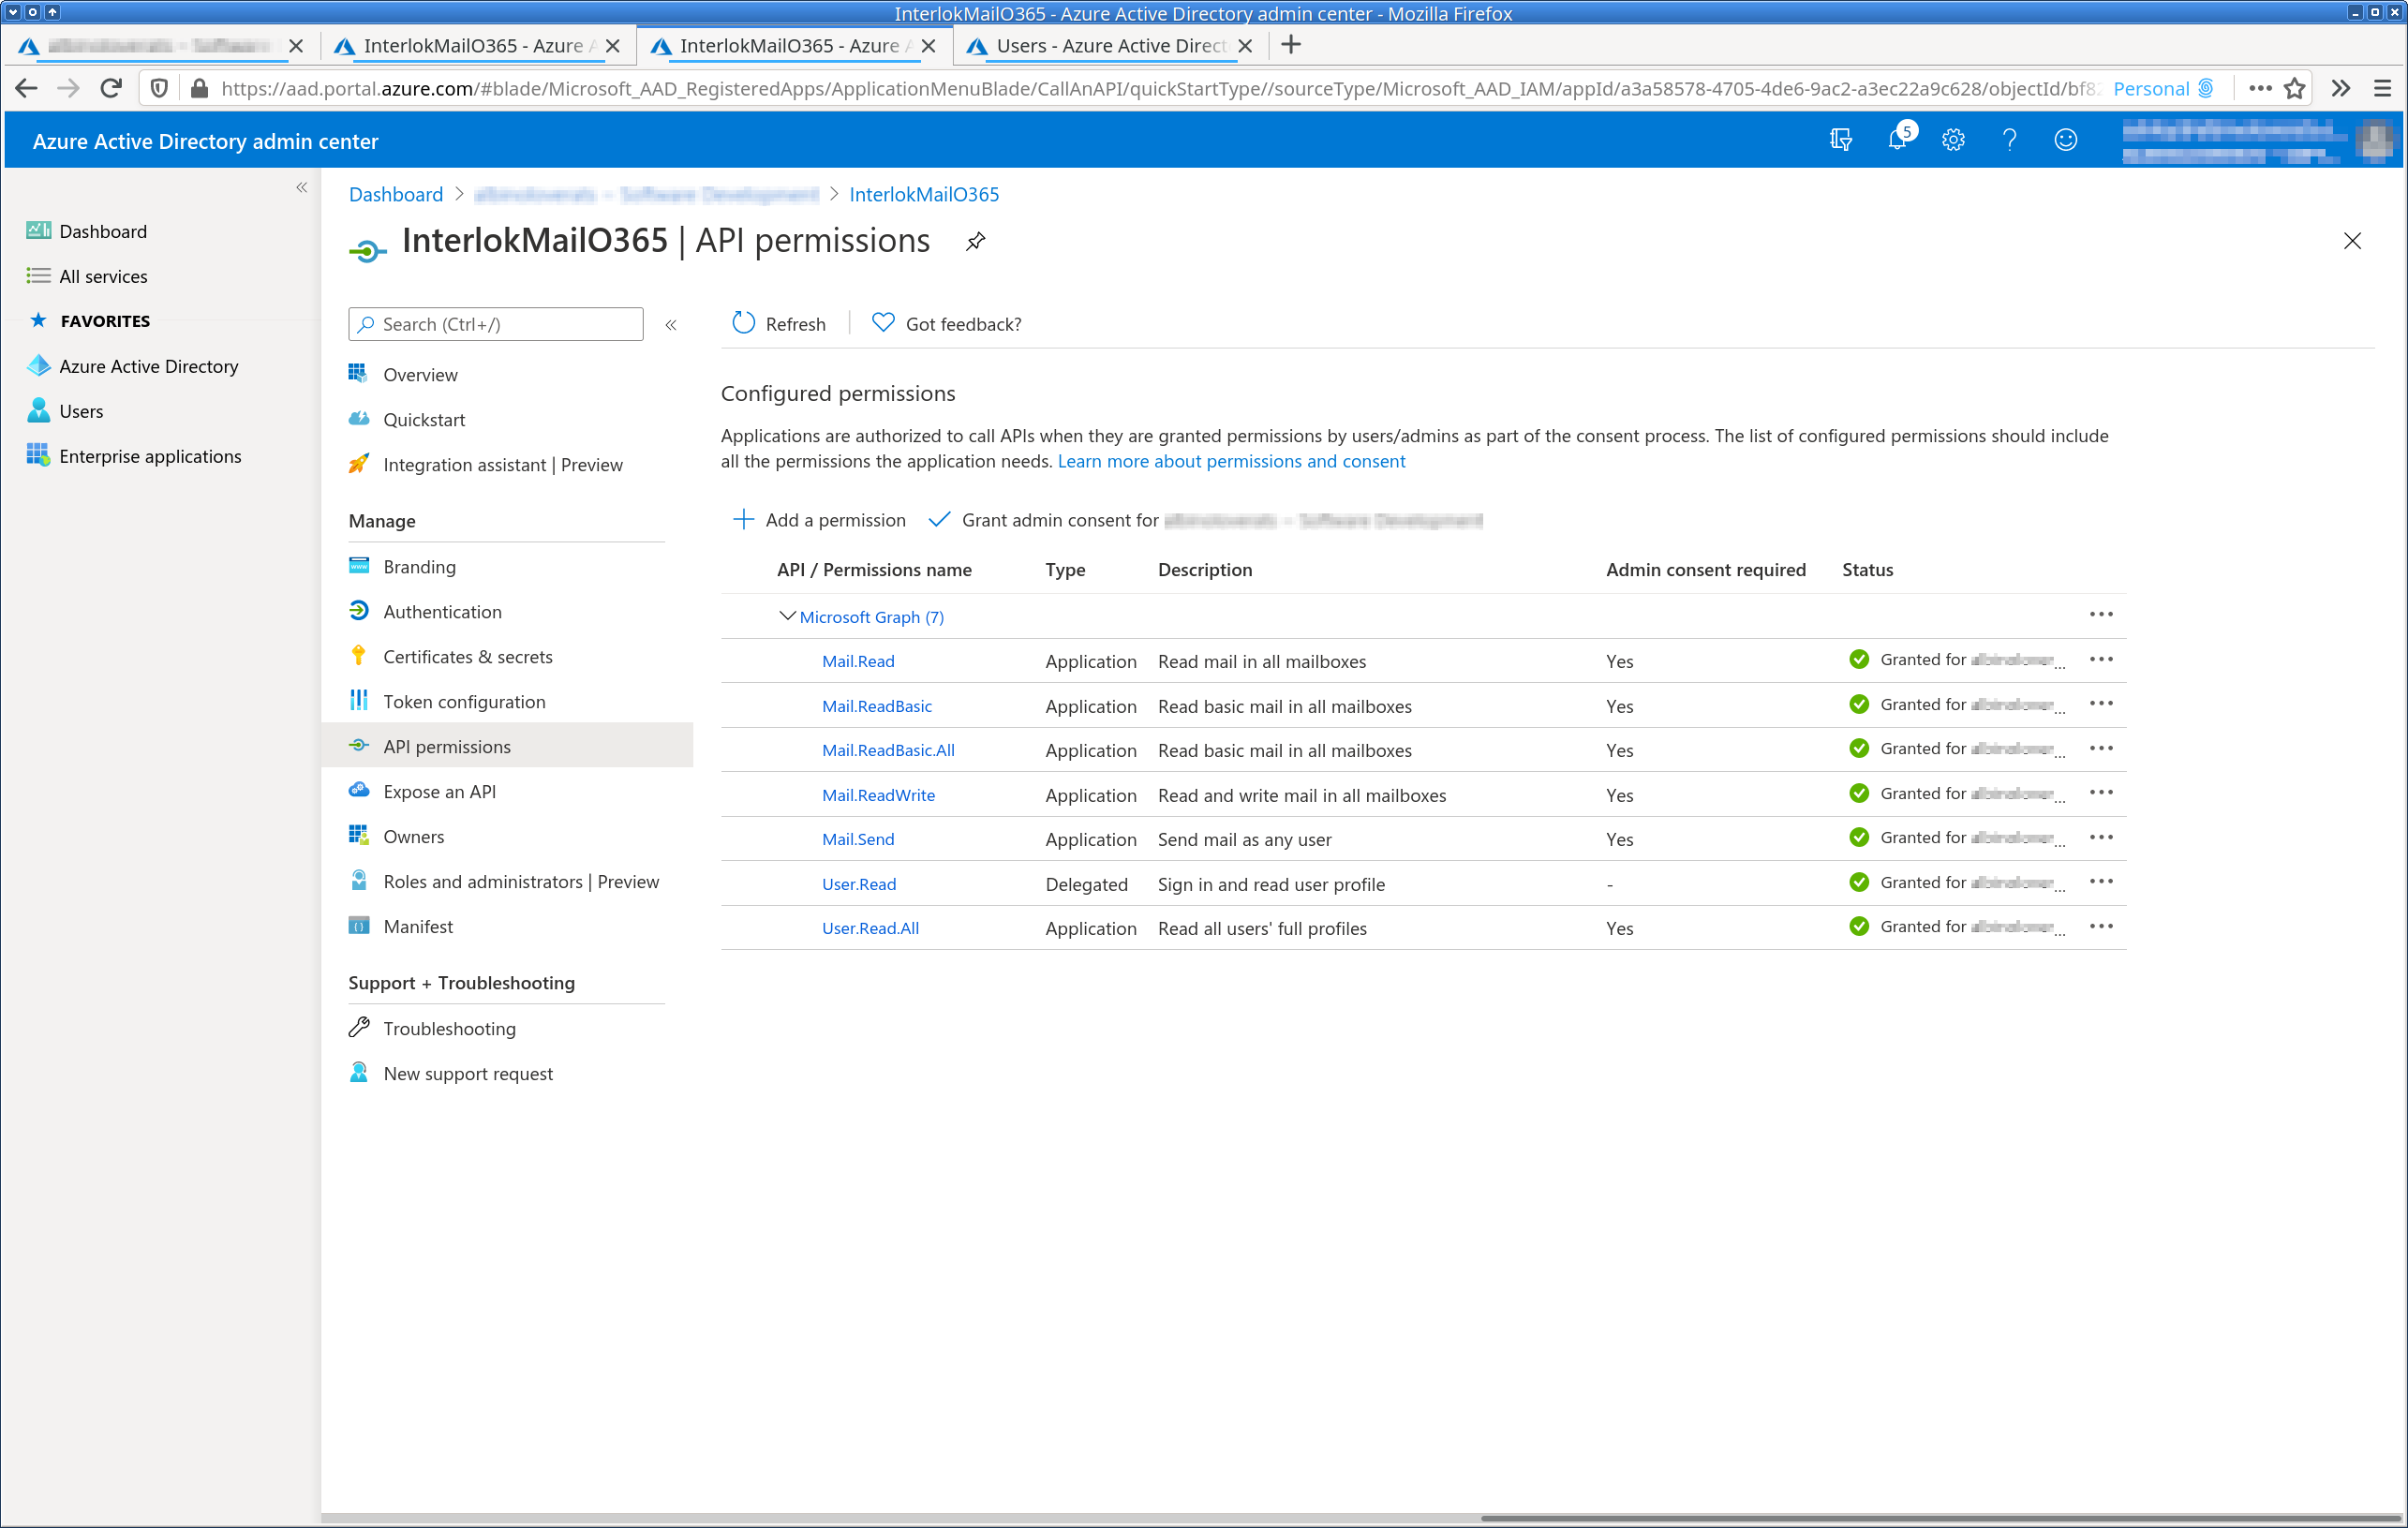 InterlokMailO365 - Azure Active Directory admin center - Mozilla Firefox
InterlokMailO365 - Azure A
InterlokMailO365 - Azure A
Users - Azure Active Direct
https://aad.portal.azure.com/#blade/Microsoft_AAD_RegisteredApps/ApplicationMenuBlade/CallAnAPI/quickStartType//sourceType/Microsoft_AAD_IAM/appId/a3a58578-4705-4de6-9ac2-a3ec22a9c628/objectId/bf82 Personal
Azure Active Directory admin center
5
Dashboard
All services
FAVORITES
Azure Active Directory
Users
Enterprise applications
Dashboard > > InterlokMailO365
InterlokMailO365 | API permissions
Search (Ctrl+/)
Overview
Quickstart
Integration assistant | Preview
Manage
Branding
Authentication
Certificates & secrets
Token configuration
API permissions
Expose an API
Owners
Roles and administrators | Preview
Manifest
Support + Troubleshooting
Troubleshooting
New support request
Refresh
Got feedback?
Configured permissions
Applications are authorized to call APIs when they are granted permissions by users/admins as part of the consent process. The list of configured permissions should include
all the permissions the application needs. Learn more about permissions and consent
Add a permission
Grant admin consent for
API / Permissions name Type Description Admin consent required Status
Microsoft Graph (7)
Mail.Read Application Read mail in all mailboxes Yes Granted for ...
Mail.ReadBasic Application Read basic mail in all mailboxes Yes Granted for ...
Mail.ReadBasic.All Application Read basic mail in all mailboxes Yes Granted for ...
Mail.ReadWrite Application Read and write mail in all mailboxes Yes Granted for ...
Mail.Send Application Send mail as any user Yes Granted for ...
User.Read Delegated Sign in and read user profile - Granted for ...
User.Read.All Application Read all users' full profiles Yes Granted for ...